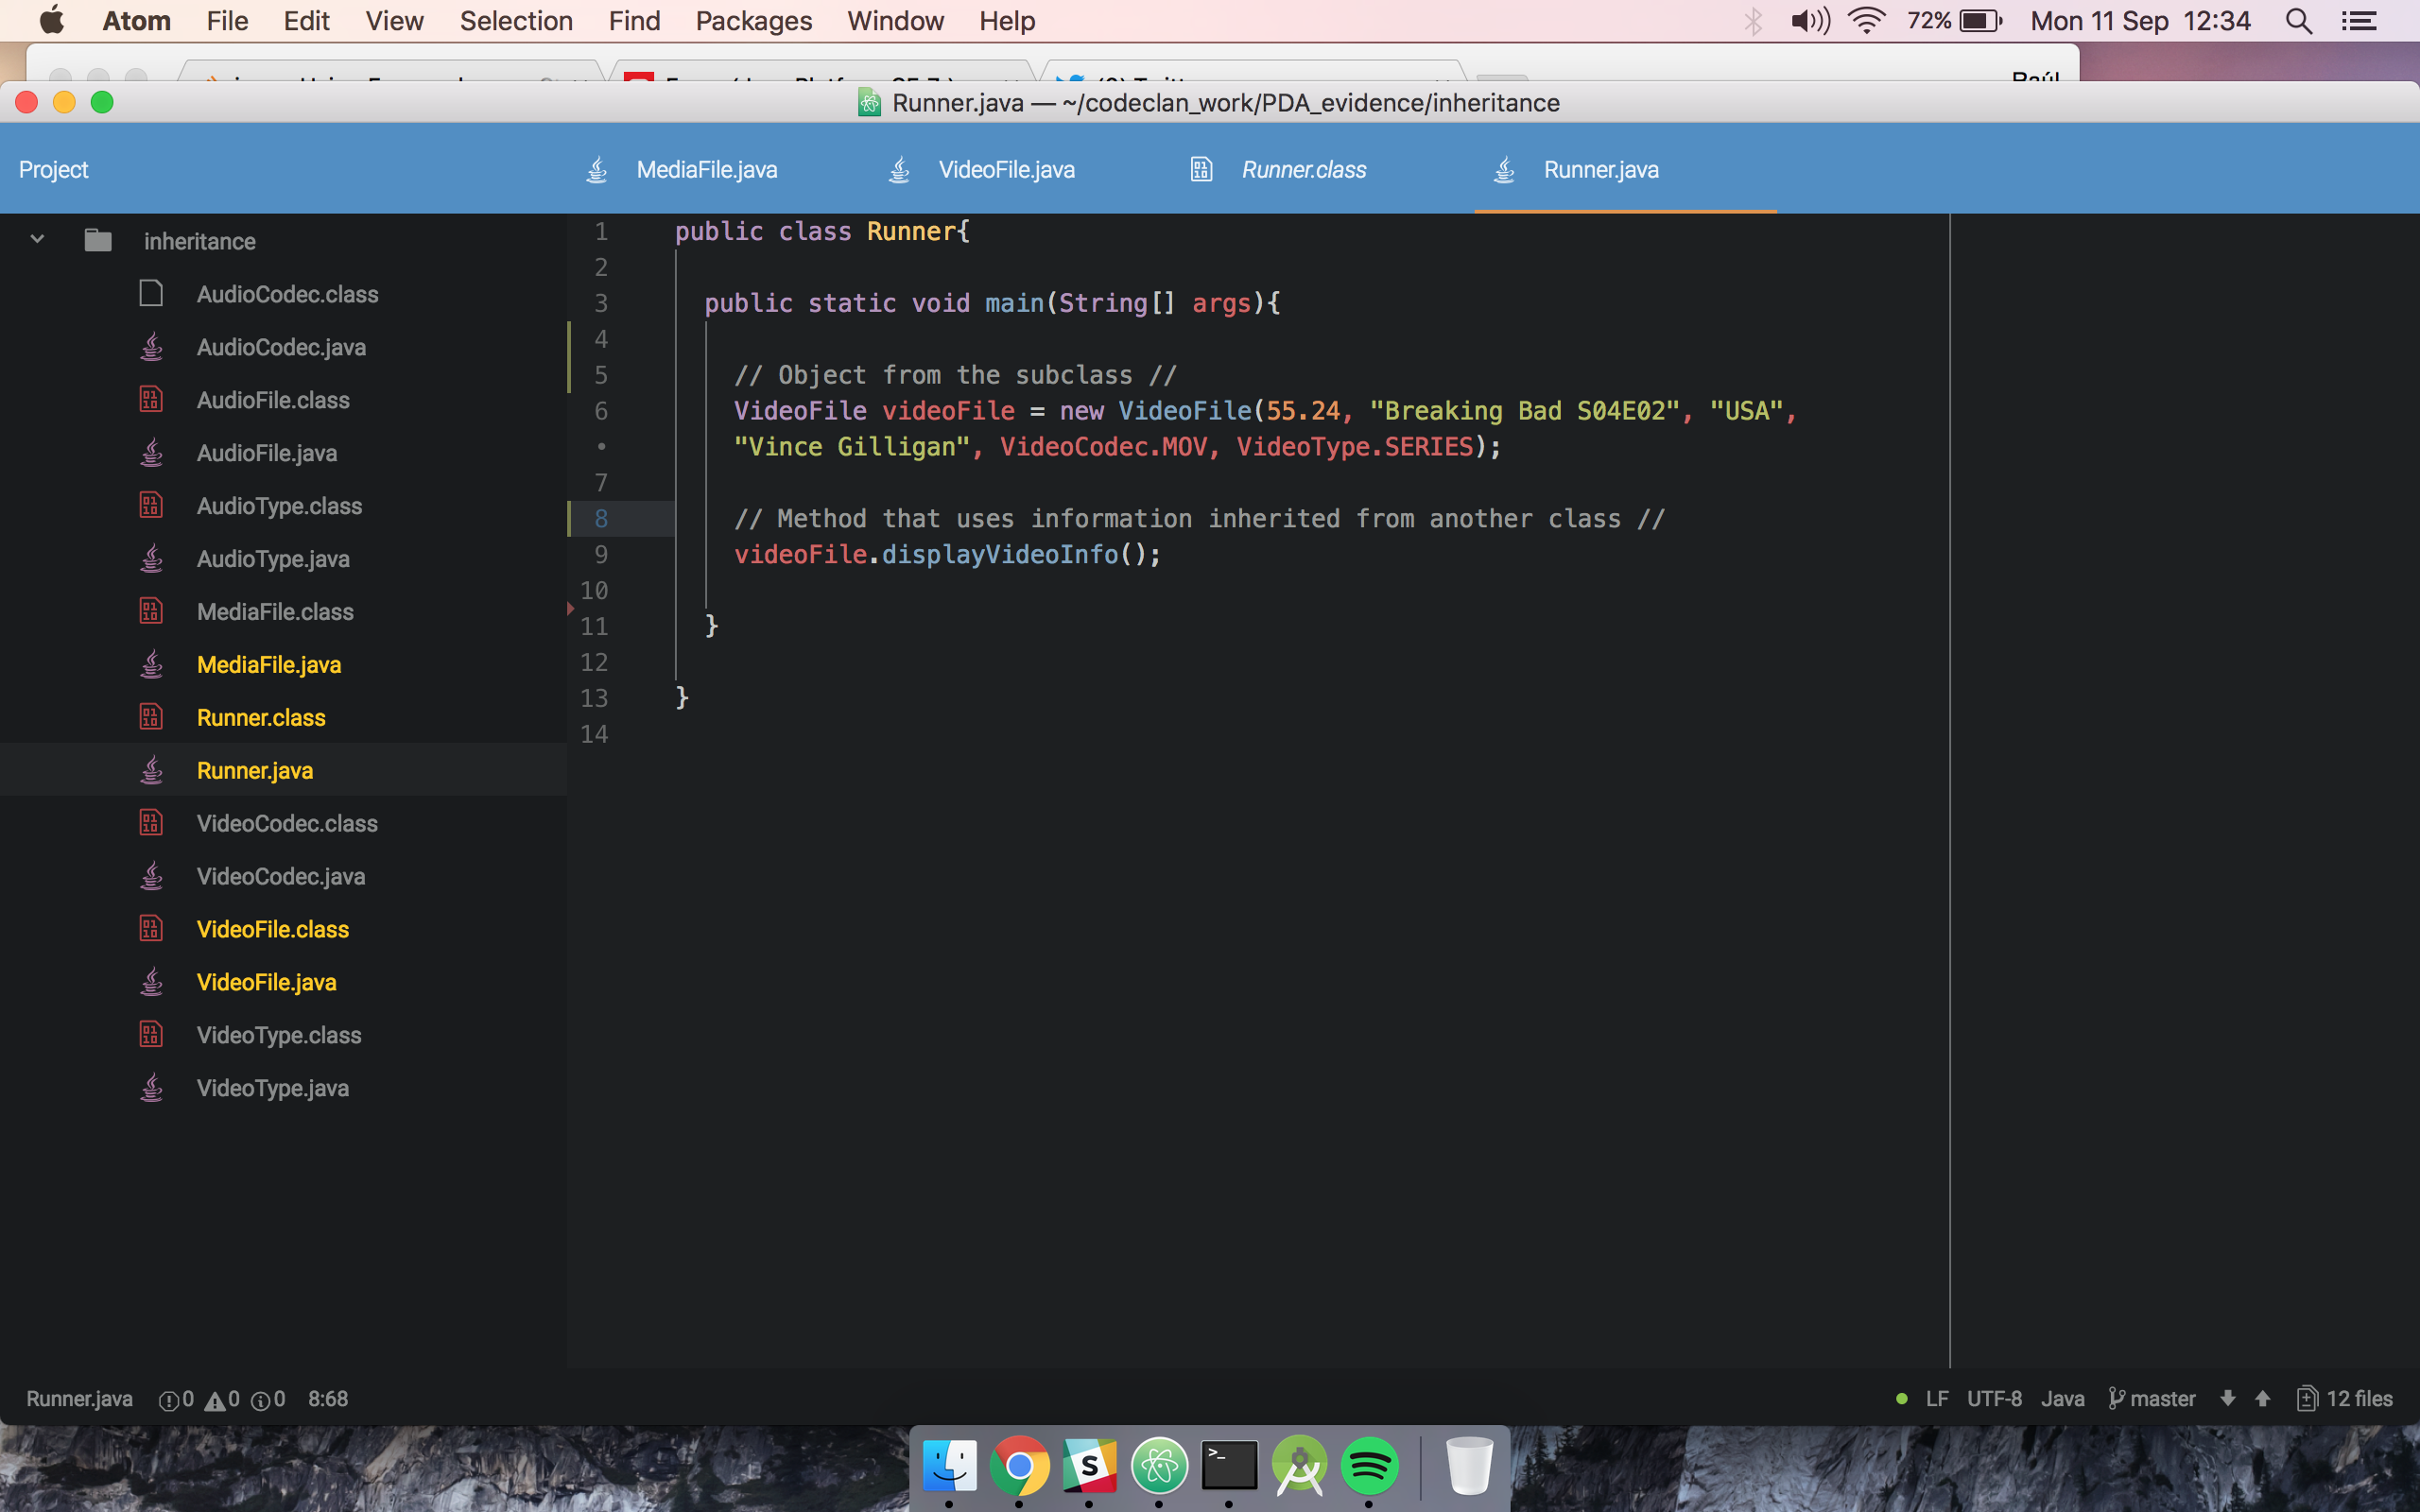 Atom File Edit View Selection Find Packages Window Help 72% Mon 11 Sep 12:34
Raúl
Runner.java — ~/codeclan_work/PDA_evidence/inheritance
Project MediaFile.java VideoFile.java Runner.class Runner.java
inheritance
AudioCodec.class
AudioCodec.java
AudioFile.class
AudioFile.java
AudioType.class
AudioType.java
MediaFile.class
MediaFile.java
Runner.class
Runner.java
VideoCodec.class
VideoCodec.java
VideoFile.class
VideoFile.java
VideoType.class
VideoType.java
1 public class Runner{
2
3 public static void main(String[] args){
4
5 // Object from the subclass //
6 VideoFile videoFile = new VideoFile(55.24, "Breaking Bad S04E02", "USA",
• "Vince Gilligan", VideoCodec.MOV, VideoType.SERIES);
7
8 // Method that uses information inherited from another class //
9 videoFile.displayVideoInfo();
10
11 }
12
13 }
14
Runner.java 0 0 0 8:68 LF UTF-8 Java master 12 files